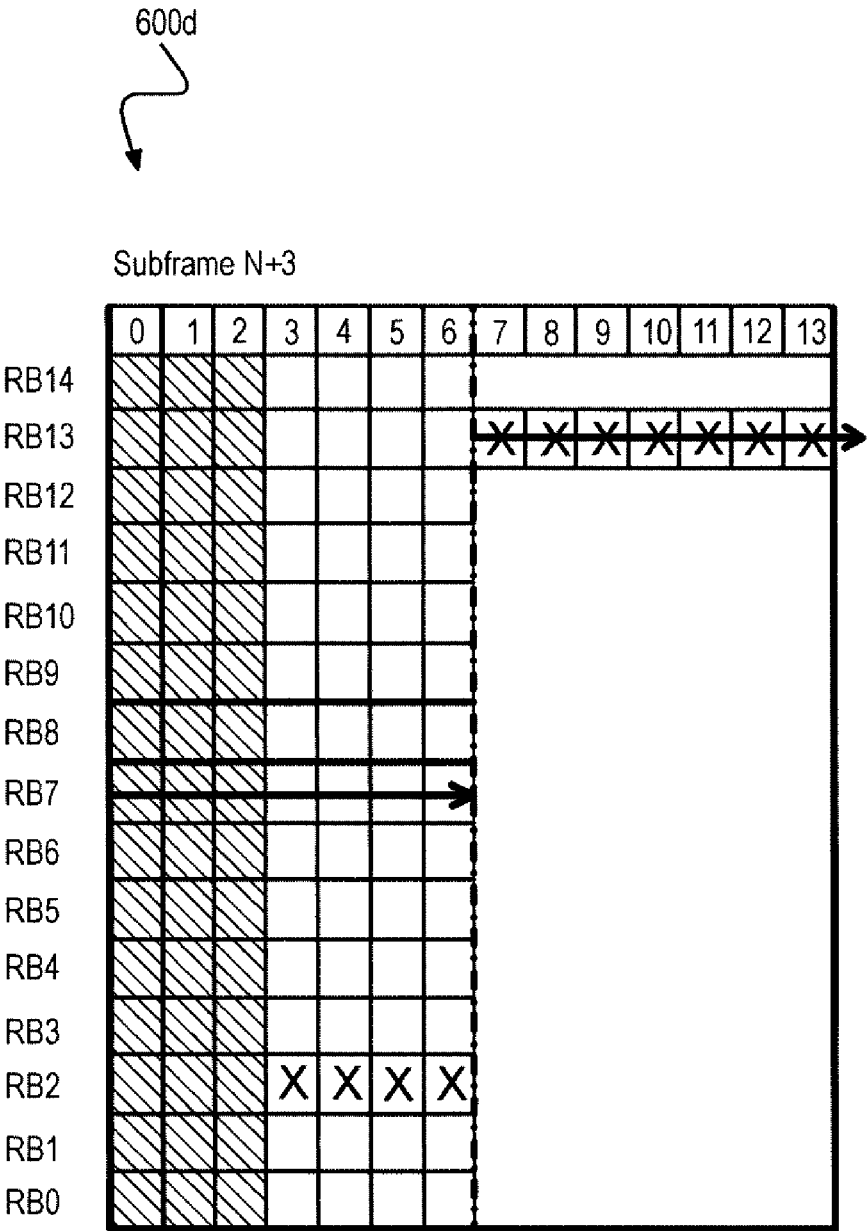 600d
Subframe N+3
0 1 2 3 4 5 6 7 8 9 10 11 12 13
RB14
RB13 X X X X X X X
RB12
RB11
RB10
RB9
RB8
RB7
RB6
RB5
RB4
RB3
RB2 X X X X
RB1
RB0